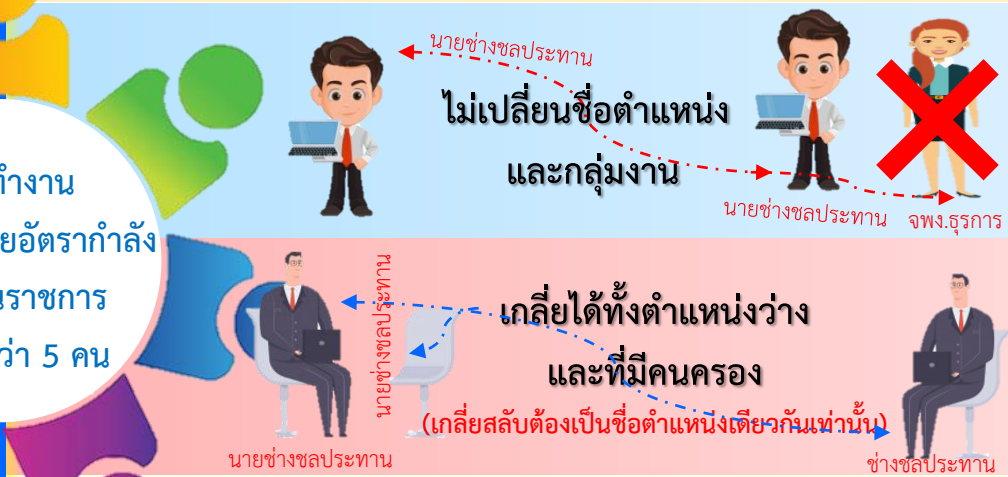 นายช่างชลประทาน
ไม่เปลี่ยนชื่อตำแหน่ง
และกลุ่มงาน
นายช่างชลประทาน
จพง.ธุรการ
ทำงาน
ยอัตรากำลัง
นราชการ
ว่า 5 คน
นายช่างชลประทาน
เกลี่ยได้ทั้งตำแหน่งว่าง
และที่มีคนครอง
(เกลี่ยสลับต้องเป็นชื่อตำแหน่งเดียวกันเท่านั้น)
นายช่างชลประทาน
ช่างชลประทาน